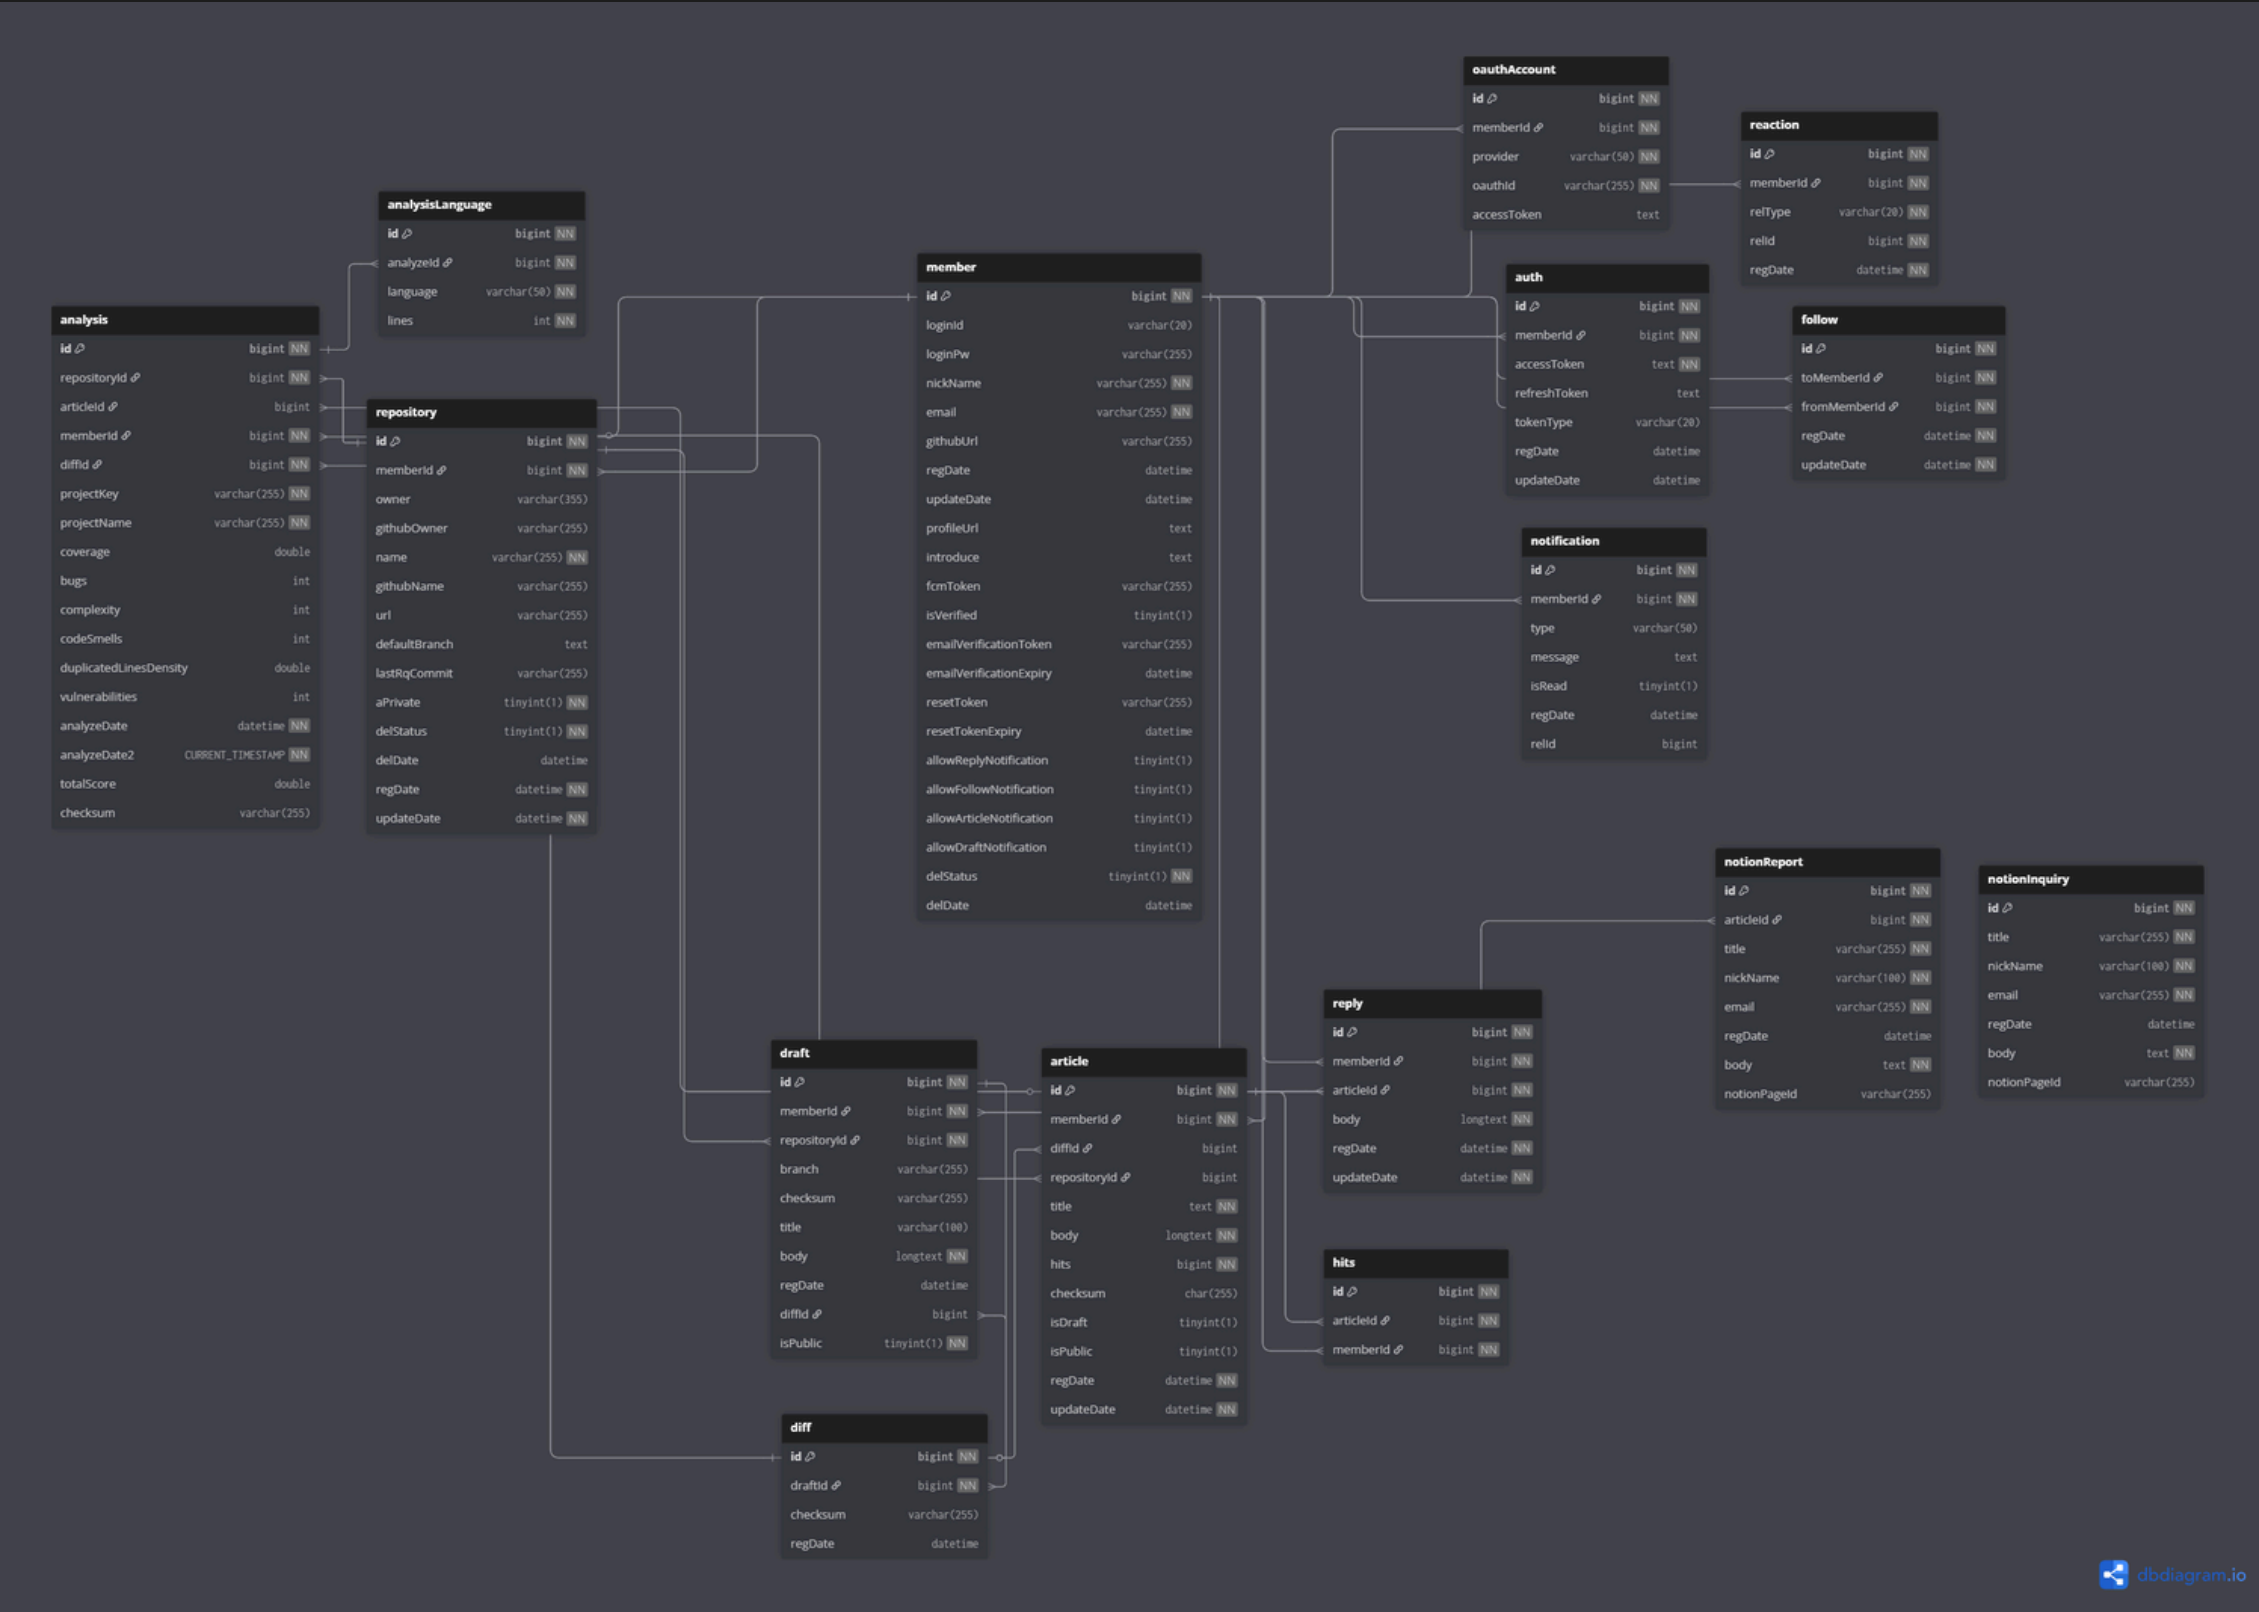 oauthAccount
id bigint NN
memberId bigint NN
provider varchar(50) NN
oauthId varchar(255) NN
accessToken text
reaction
id bigint NN
memberId bigint NN
relType varchar(20) NN
relId bigint NN
regDate datetime NN
analysisLanguage
id bigint NN
analyzeId bigint NN
language varchar(50) NN
lines int NN
member
id bigint NN
loginId varchar(20)
loginPw varchar(255)
nickName varchar(255) NN
email varchar(255) NN
githubUrl varchar(255)
regDate datetime
updateDate datetime
profileUrl text
introduce text
fcmToken varchar(255)
isVerified tinyint(1)
emailVerificationToken varchar(255)
emailVerificationExpiry datetime
resetToken varchar(255)
resetTokenExpiry datetime
allowReplyNotification tinyint(1)
allowFollowNotification tinyint(1)
allowArticleNotification tinyint(1)
allowDraftNotification tinyint(1)
delStatus tinyint(1) NN
delDate datetime
auth
id bigint NN
memberId bigint NN
accessToken text NN
refreshToken text
tokenType varchar(20)
regDate datetime
updateDate datetime
follow
id bigint NN
toMemberId bigint NN
fromMemberId bigint NN
regDate datetime NN
updateDate datetime NN
analysis
id bigint NN
repositoryId bigint NN
articleId bigint
memberId bigint NN
diffId bigint NN
projectKey varchar(255) NN
projectName varchar(255) NN
coverage double
bugs int
complexity int
codeSmells int
duplicatedLinesDensity double
vulnerabilities int
analyzeDate datetime NN
analyzeDate2 CURRENT_TIMESTAMP NN
totalScore double
checksum varchar(255)
repository
id bigint NN
memberId bigint NN
owner varchar(355)
githubOwner varchar(255)
name varchar(255) NN
githubName varchar(255)
url varchar(255)
defaultBranch text
lastRqCommit varchar(255)
aPrivate tinyint(1) NN
delStatus tinyint(1) NN
delDate datetime
regDate datetime NN
updateDate datetime NN
notification
id bigint NN
memberId bigint NN
type varchar(50)
message text
isRead tinyint(1)
regDate datetime
relId bigint
notionReport
id bigint NN
articleId bigint NN
title varchar(255) NN
nickName varchar(100) NN
email varchar(255) NN
regDate datetime
body text NN
notionPageId varchar(255)
notionInquiry
id bigint NN
title varchar(255) NN
nickName varchar(100) NN
email varchar(255) NN
regDate datetime
body text NN
notionPageId varchar(255)
reply
id bigint NN
memberId bigint NN
articleId bigint NN
body longtext NN
regDate datetime NN
updateDate datetime NN
draft
id bigint NN
memberId bigint NN
repositoryId bigint NN
branch varchar(255)
checksum varchar(255)
title varchar(100)
body longtext NN
regDate datetime
diffId bigint
isPublic tinyint(1) NN
article
id bigint NN
memberId bigint NN
diffId bigint
repositoryId bigint
title text NN
body longtext NN
hits bigint NN
checksum char(255)
isDraft tinyint(1)
isPublic tinyint(1)
regDate datetime NN
updateDate datetime NN
hits
id bigint NN
articleId bigint NN
memberId bigint NN
diff
id bigint NN
draftId bigint NN
checksum varchar(255)
regDate datetime
dbdiagram.io